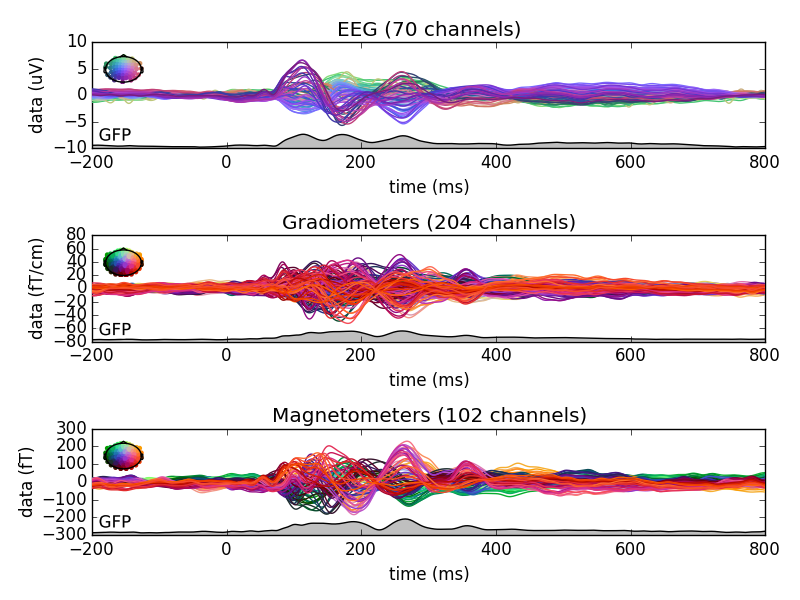 EEG (70 channels)
data (uV)
10
5
0
−5
−10
GFP
−200 0 200 400 600 800
time (ms)
Gradiometers (204 channels)
data (fT/cm)
80
60
40
20
0
−20
−40
−60
−80
GFP
−200 0 200 400 600 800
time (ms)
Magnetometers (102 channels)
data (fT)
300
200
100
0
−100
−200
−300
GFP
−200 0 200 400 600 800
time (ms)